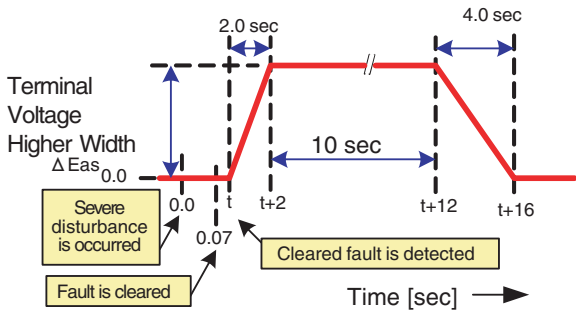 2.0 sec
4.0 sec
Terminal
Voltage
Higher Width
Δ Eas
0.0
10 sec
0.0
t
t+2
t+12
t+16
Severe
disturbance
is occurred
0.07
Cleared fault is detected
Fault is cleared
Time [sec]